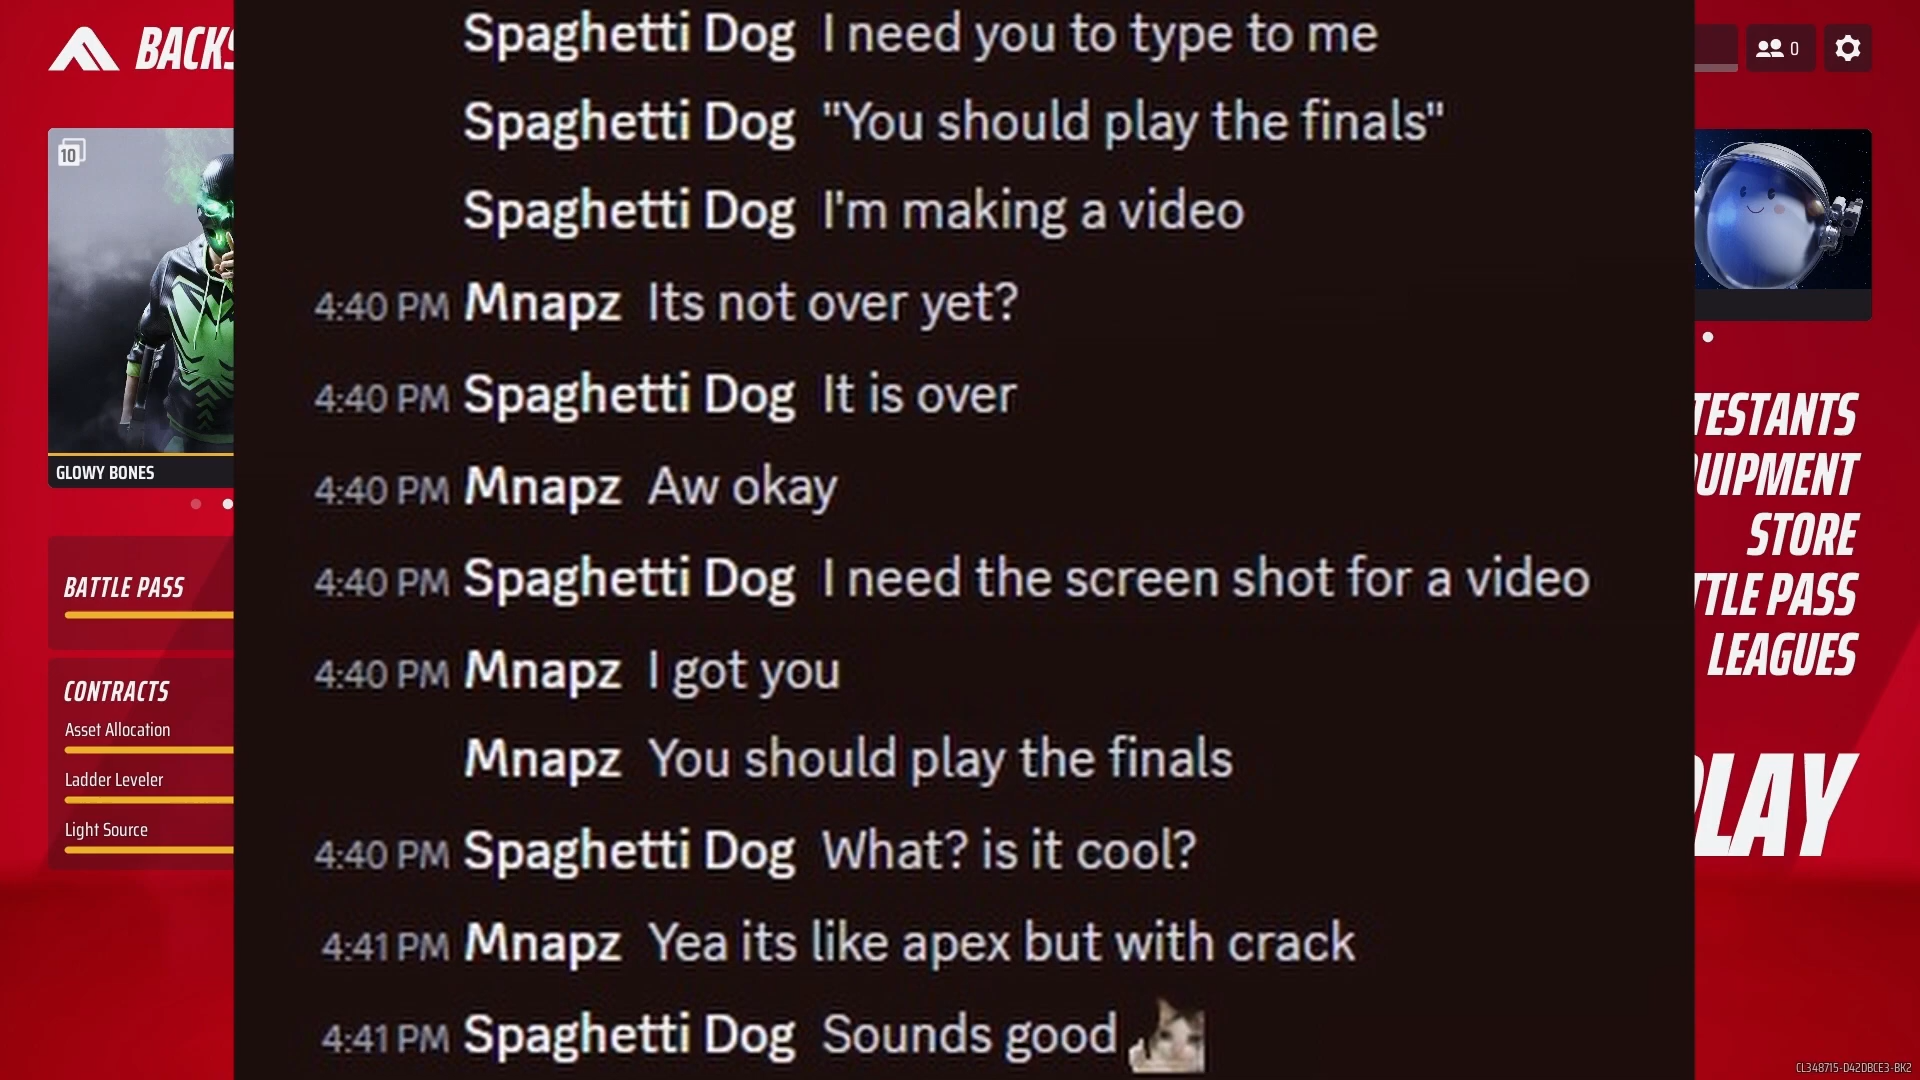 BACKS
0
10
GLOWY BONES
BATTLE PASS
CONTRACTS
Asset Allocation
Ladder Leveler
Light Source
Spaghetti Dog I need you to type to me
Spaghetti Dog "You should play the finals"
Spaghetti Dog I'm making a video
4:40 PM Mnapz Its not over yet?
4:40 PM Spaghetti Dog It is over
4:40 PM Mnapz Aw okay
4:40 PM Spaghetti Dog I need the screen shot for a video
4:40 PM Mnapz I got you
Mnapz You should play the finals
4:40 PM Spaghetti Dog What? is it cool?
4:41 PM Mnapz Yea its like apex but with crack
4:41 PM Spaghetti Dog Sounds good
TESTANTS
UIPMENT
STORE
TTLE PASS
LEAGUES
LAY
CL348715-D42DBCE3-BK2